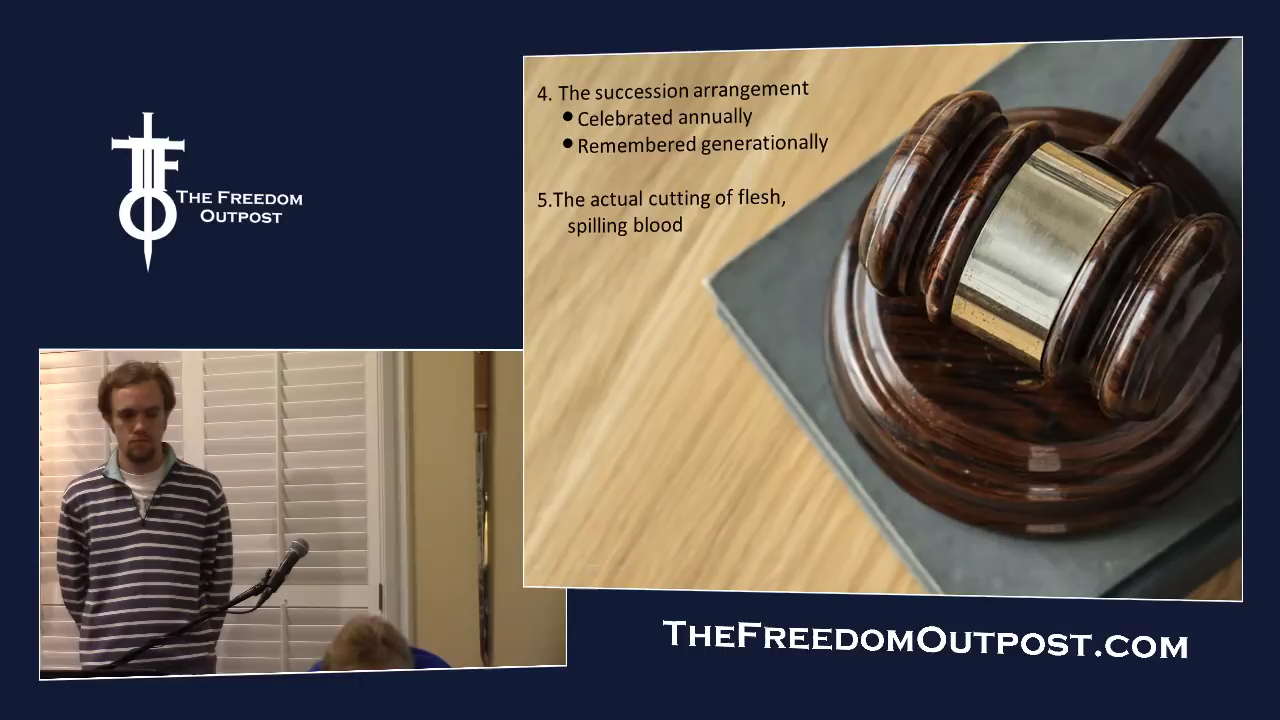 The Freedom
Outpost
4. The succession arrangement
● Celebrated annually
● Remembered generationally
5.The actual cutting of flesh,
spilling blood
TheFreedomOutpost.com